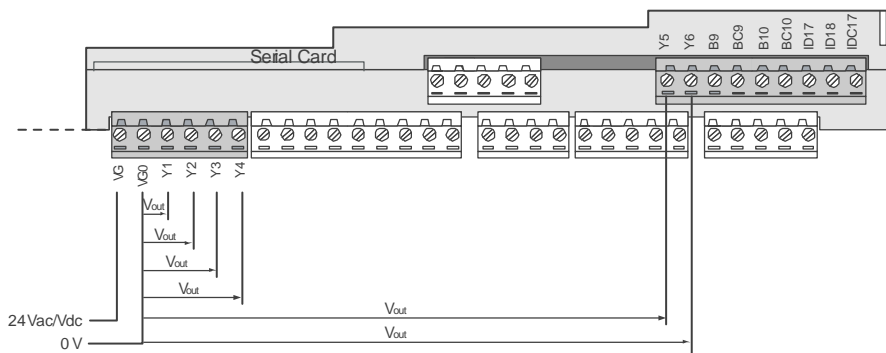 Serial Card
Y5
Y6
B9
BC9
B10
BC10
ID17
ID18
IDC17
VG
VG0
Y1
Y2
Y3
Y4
Vout
Vout
Vout
Vout
Vout
24 Vac/Vdc
Vout
0 V